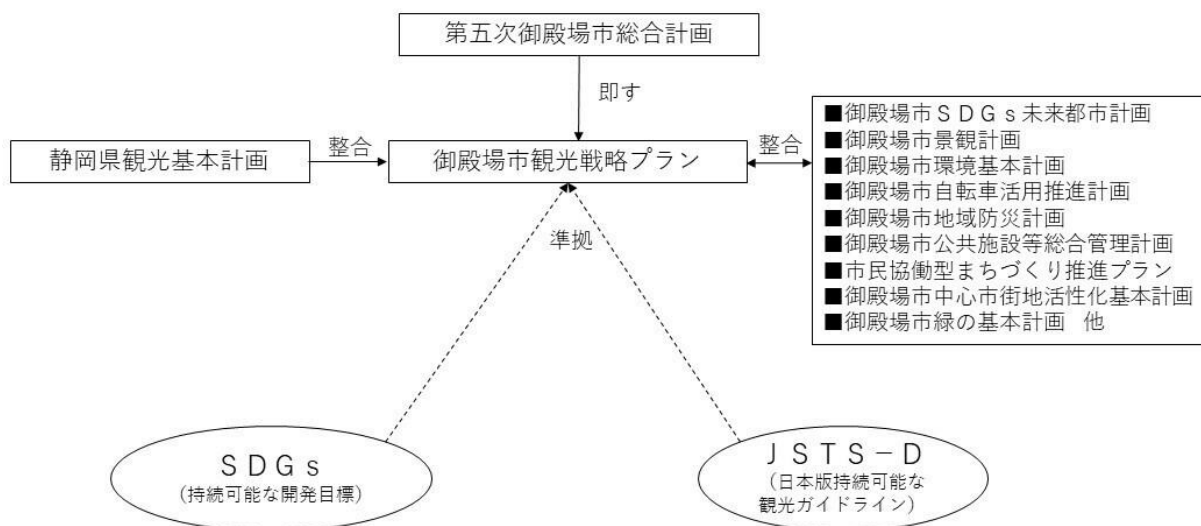 第五次御殿場市総合計画
即す
静岡県観光基本計画
整合
御殿場市観光戦略プラン
整合
■御殿場市ＳＤＧｓ未来都市計画
■御殿場市景観計画
■御殿場市環境基本計画
■御殿場市自転車活用推進計画
■御殿場市地域防災計画
■御殿場市公共施設等総合管理計画
■市民協働型まちづくり推進プラン
■御殿場市中心市街地活性化基本計画
■御殿場市緑の基本計画　他
準拠
ＳＤＧｓ
(持続可能な開発目標)
ＪＳＴＳ－Ｄ
(日本版持続可能な
観光ガイドライン)